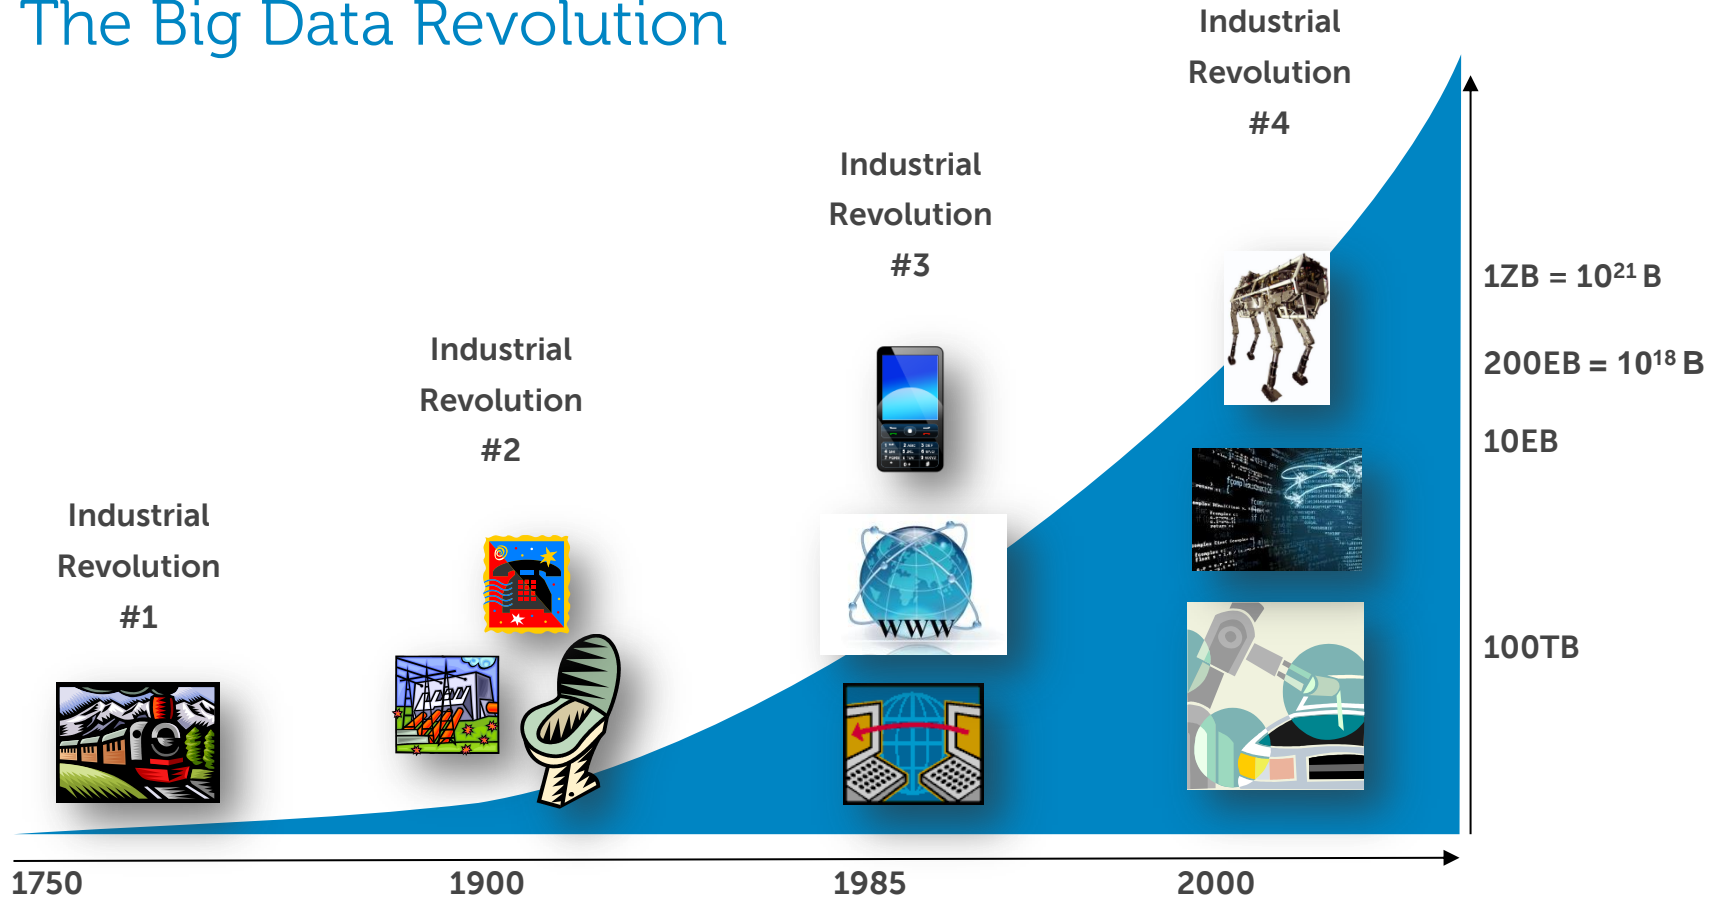 The Big Data Revolution
Industrial
Revolution
#1
Industrial
Revolution
#2
Industrial
Revolution
#3
Industrial
Revolution
#4
WWW
1ZB = 10²¹ B
200EB = 10¹⁸ B
10EB
100TB
1750
1900
1985
2000